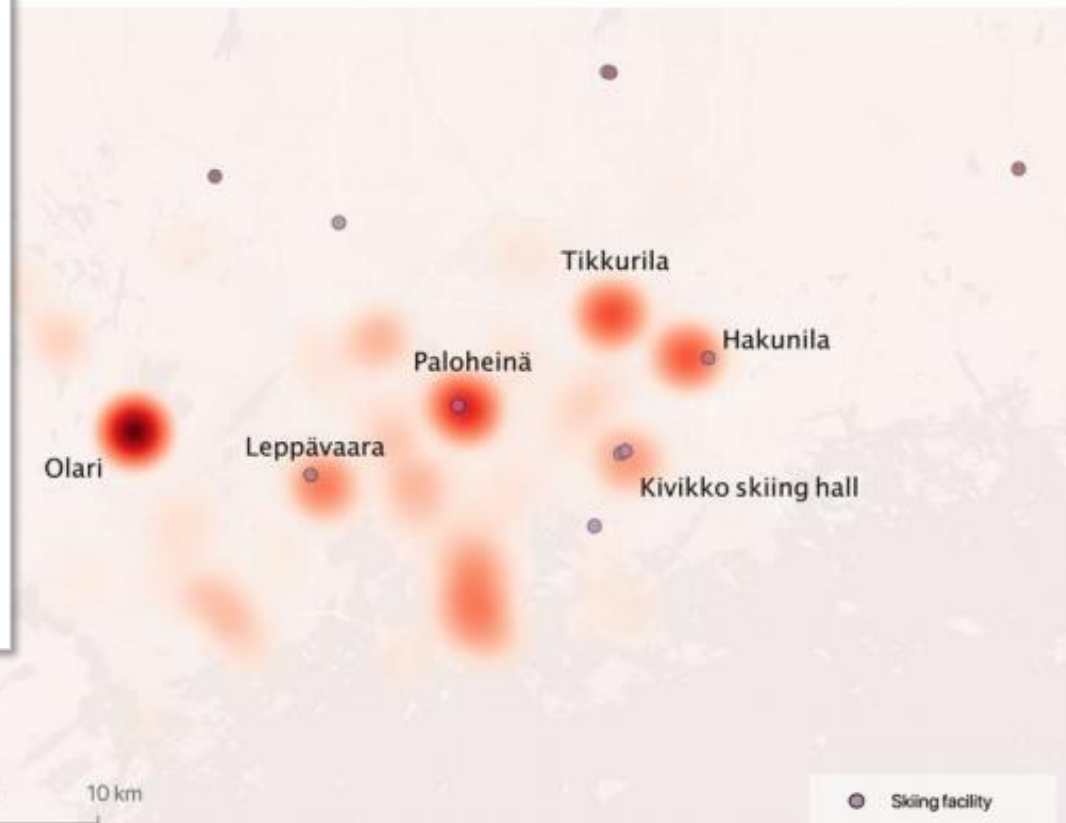 Tikkurila
Hakunila
Paloheinä
Leppävaara
Olari
Kivikko skiing hall
10 km
Skiing facility